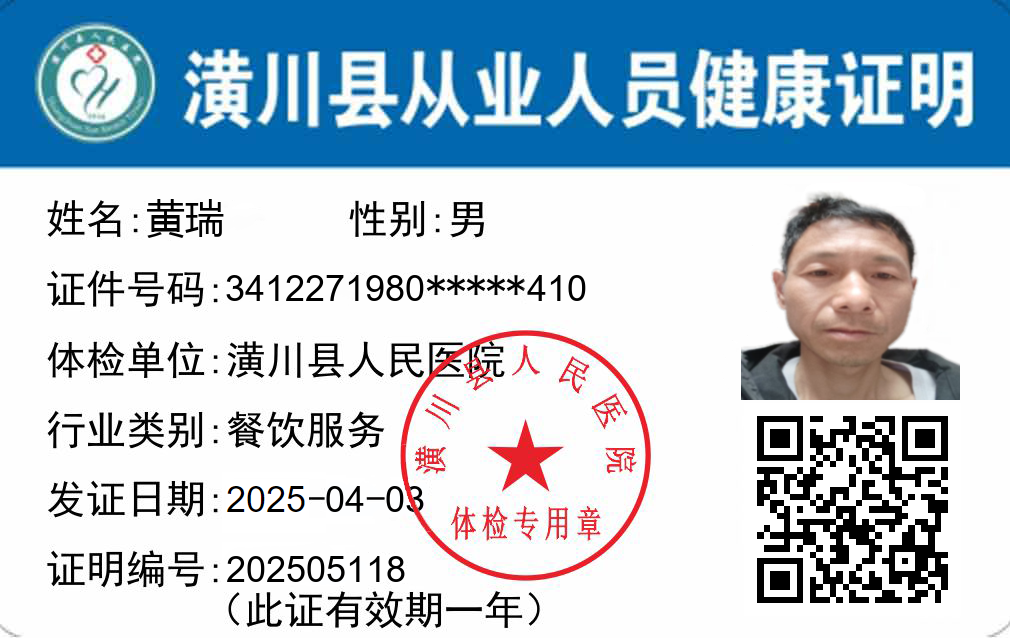 潢川县从业人员健康证明
姓名:黄瑞 性别:男
证件号码:3412271980*****410
体检单位:潢川县人民医院
行业类别:餐饮服务
发证日期:2025-04-03
证明编号:202505118
(此证有效期一年)
潢川县人民医院
体检专用章